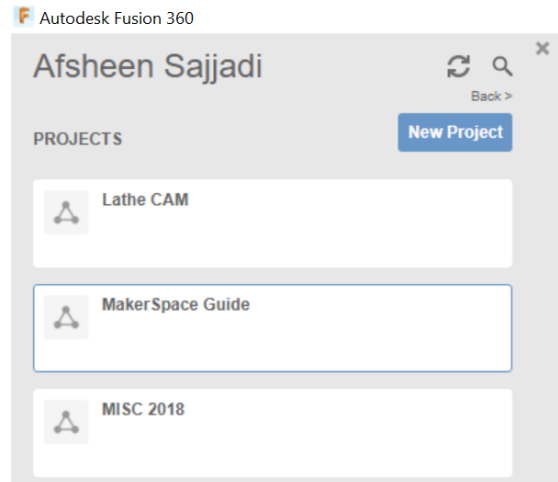 Autodesk Fusion 360
Afsheen Sajjadi
Back >
PROJECTS
New Project
Lathe CAM
MakerSpace Guide
MISC 2018